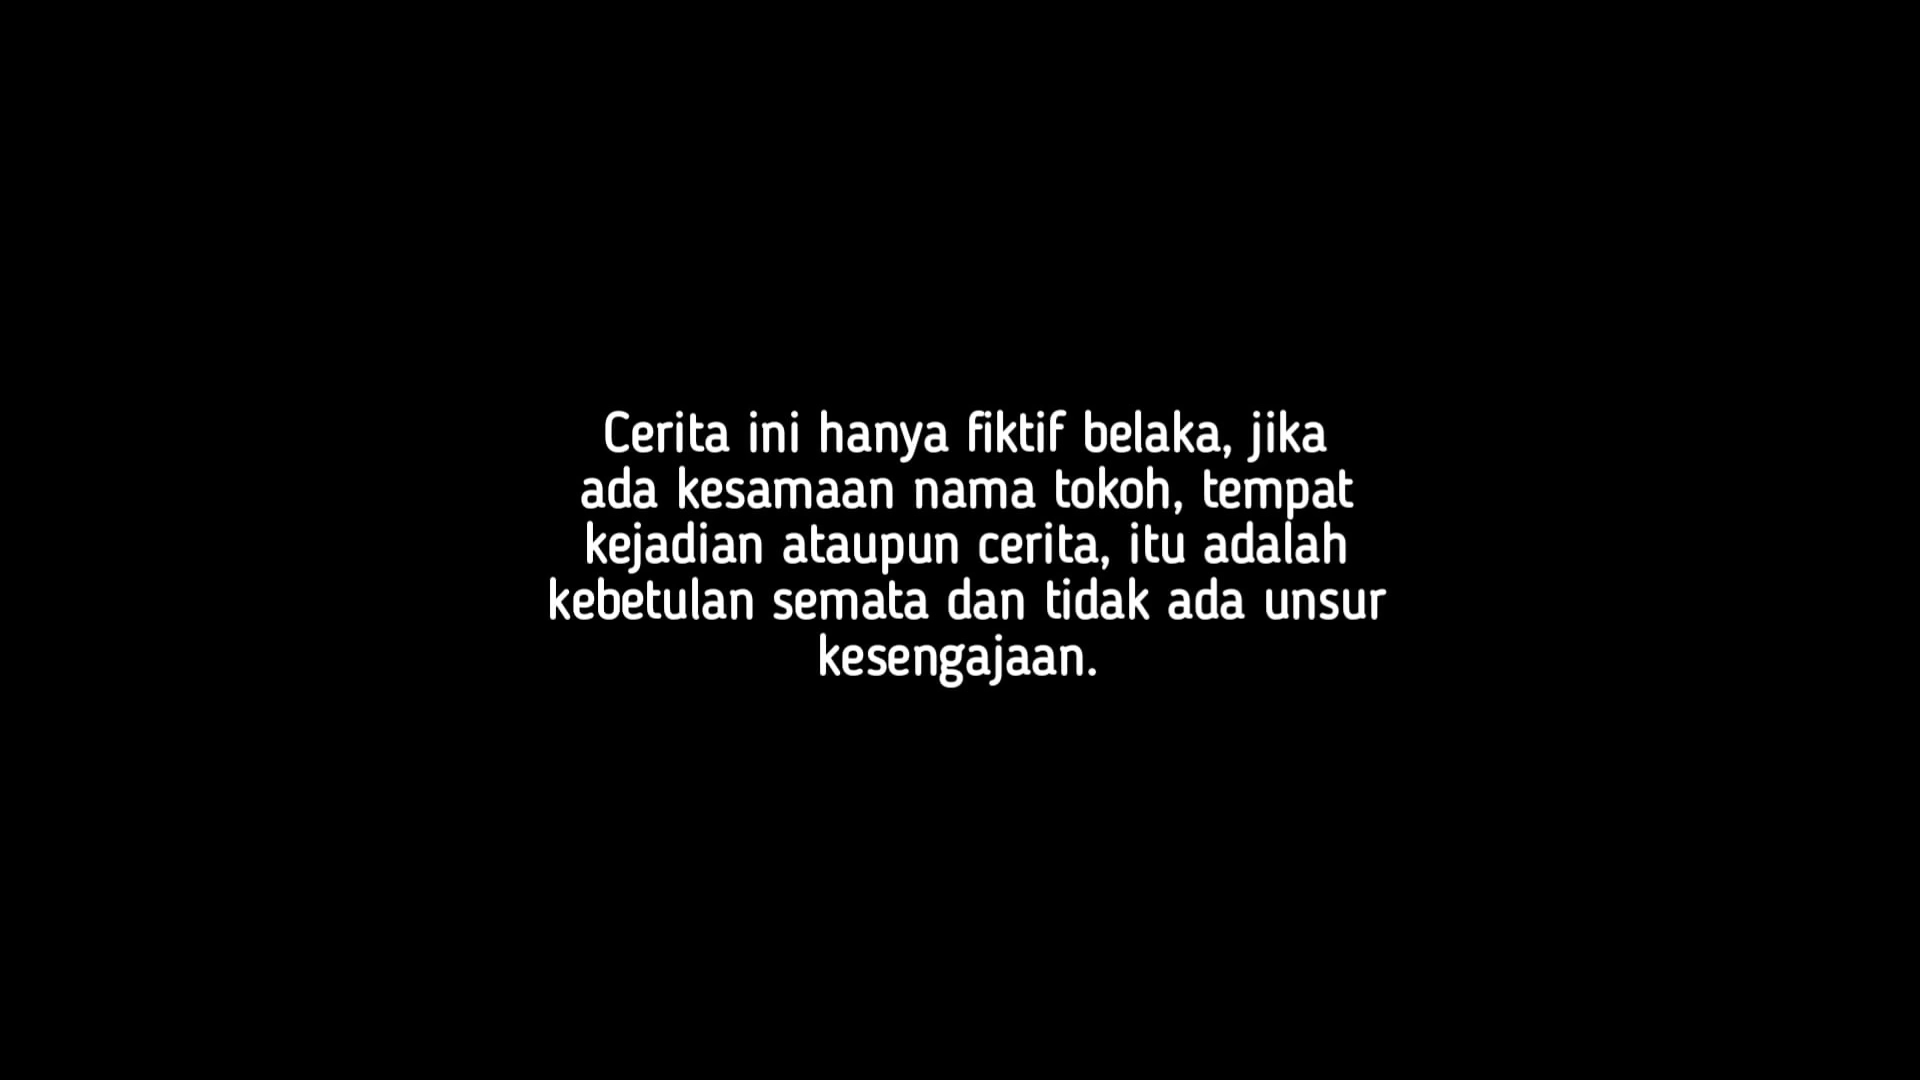 Cerita ini hanya fiktif belaka, jika
ada kesamaan nama tokoh, tempat
kejadian ataupun cerita, itu adalah
kebetulan semata dan tidak ada unsur
kesengajaan.